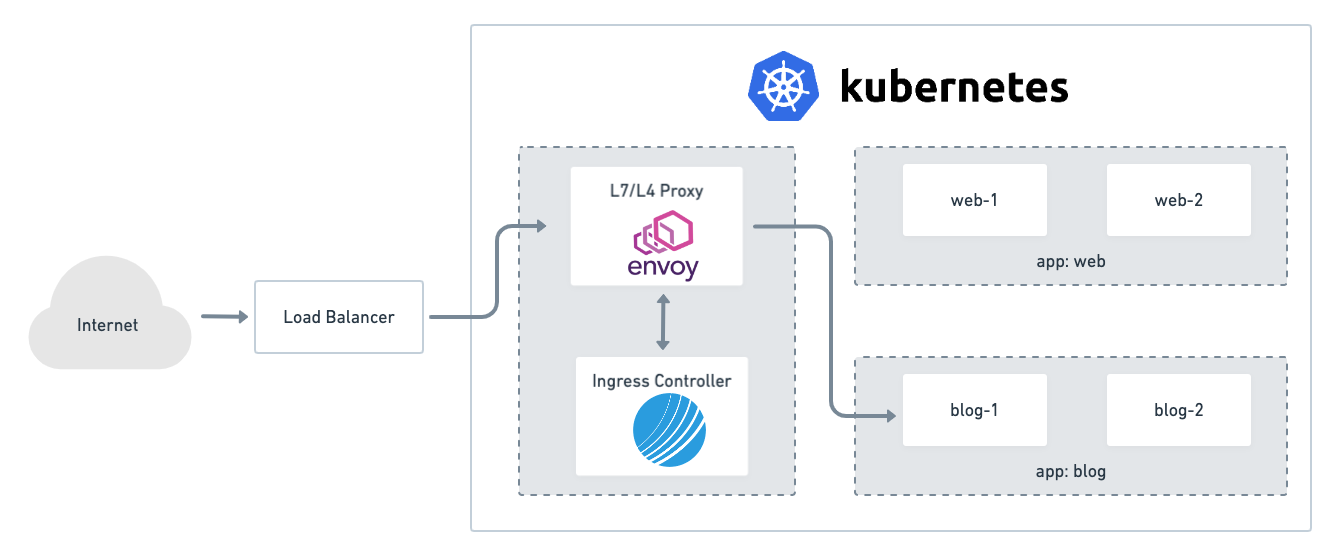 kubernetes
L7/L4 Proxy
envoy
Internet
Load Balancer
Ingress Controller
web-1
web-2
app: web
blog-1
blog-2
app: blog